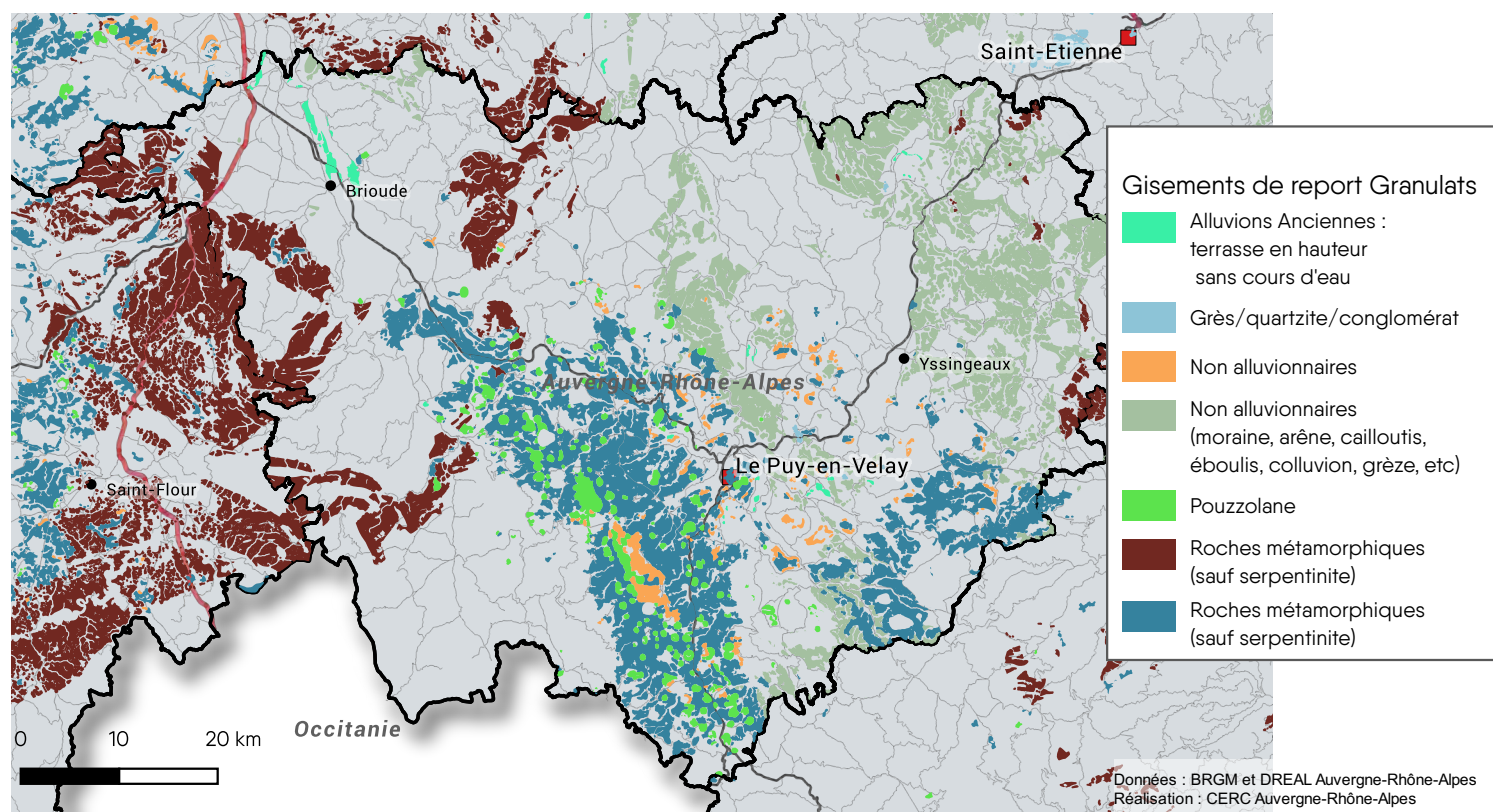 Saint-Etienne
Brioude
Auvergne-Rhône-Alpes
Yssingeaux
Le Puy-en-Velay
Saint-Flour
Occitanie
0 10 20 km
Gisements de report Granulats
Alluvions Anciennes :
terrasse en hauteur
sans cours d'eau
Grès/quartzite/conglomérat
Non alluvionnaires
Non alluvionnaires
(moraine, arêne, cailloutis,
éboulis, colluvion, grèze, etc)
Pouzzolane
Roches métamorphiques
(sauf serpentinite)
Roches métamorphiques
(sauf serpentinite)
Données : BRGM et DREAL Auvergne-Rhône-Alpes
Réalisation : CERC Auvergne-Rhône-Alpes